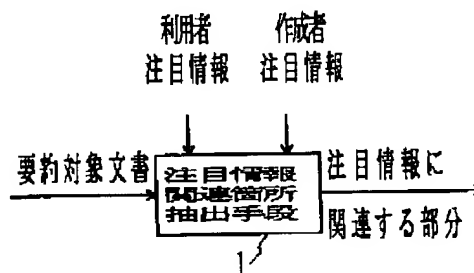 利用者
注目情報
作成者
注目情報
要約対象文書
注目情報
関連箇所
抽出手段
注目情報に
関連する部分
1